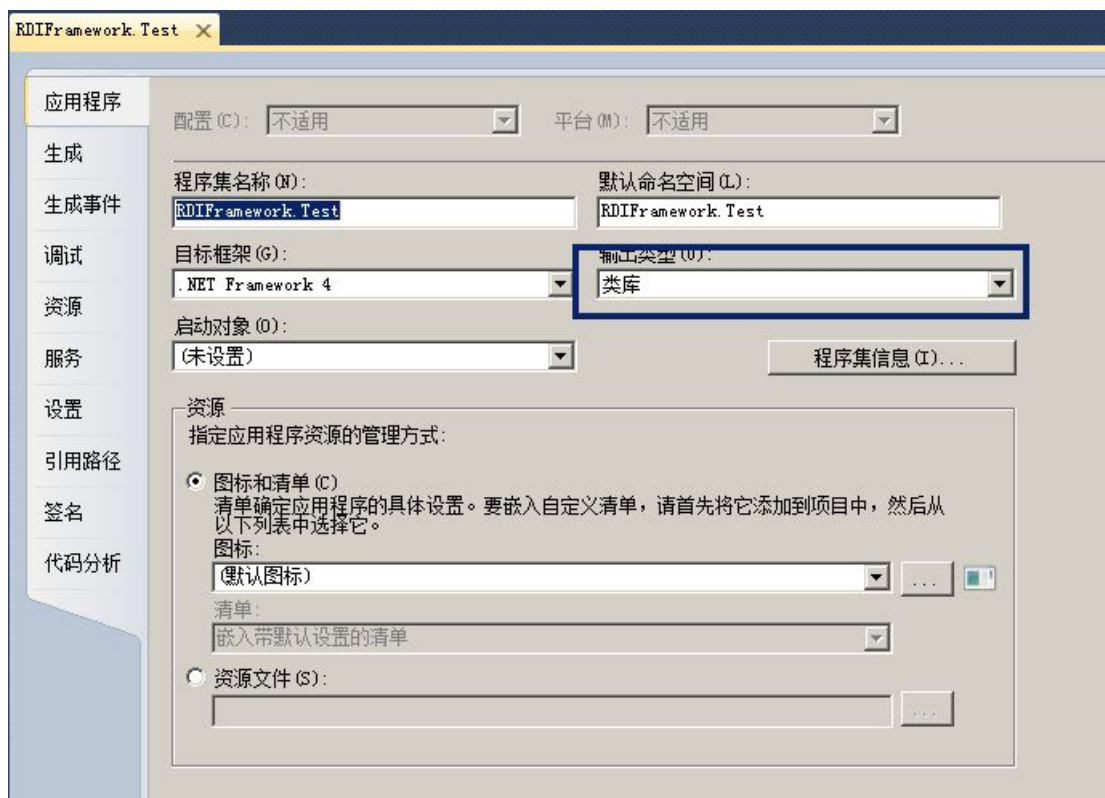 RDIFramework.Test
应用程序
生成
生成事件
调试
资源
服务
设置
引用路径
签名
代码分析
配置(C): 不适用 平台(M): 不适用
程序集名称(N): 默认命名空间(L):
RDIFramework.Test RDIFramework.Test
目标框架(G): 输出类型(U):
.NET Framework 4 类库
启动对象(O):
(未设置) 程序集信息(I)...
资源
指定应用程序资源的管理方式:
图标和清单(C)
清单确定应用程序的具体设置。要嵌入自定义清单,请首先将它添加到项目中,然后从
以下列表中选择它。
图标:
(默认图标) ...
清单:
嵌入带默认设置的清单
资源文件(S):
...